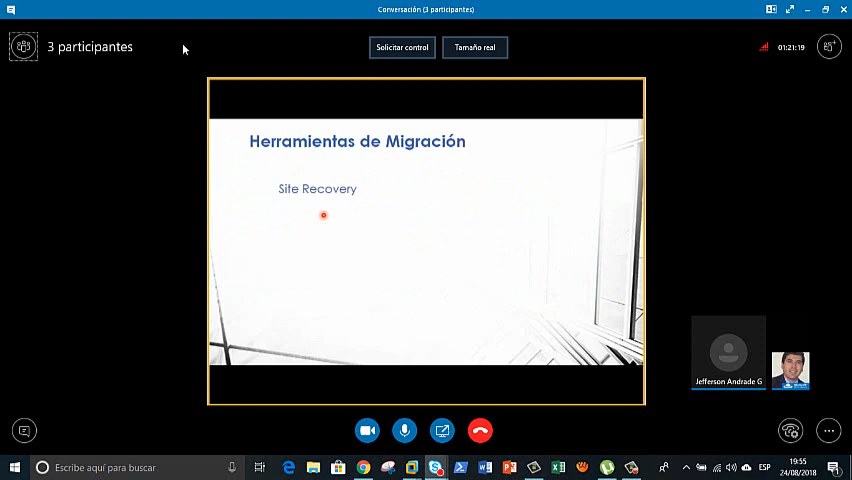 Conversación (3 participantes)
3 participantes
Solicitar control
Tamaño real
01:21:19
Herramientas de Migración
Site Recovery
Jefferson Andrade G
Escribe aquí para buscar
ESP
19:55
24/08/2018